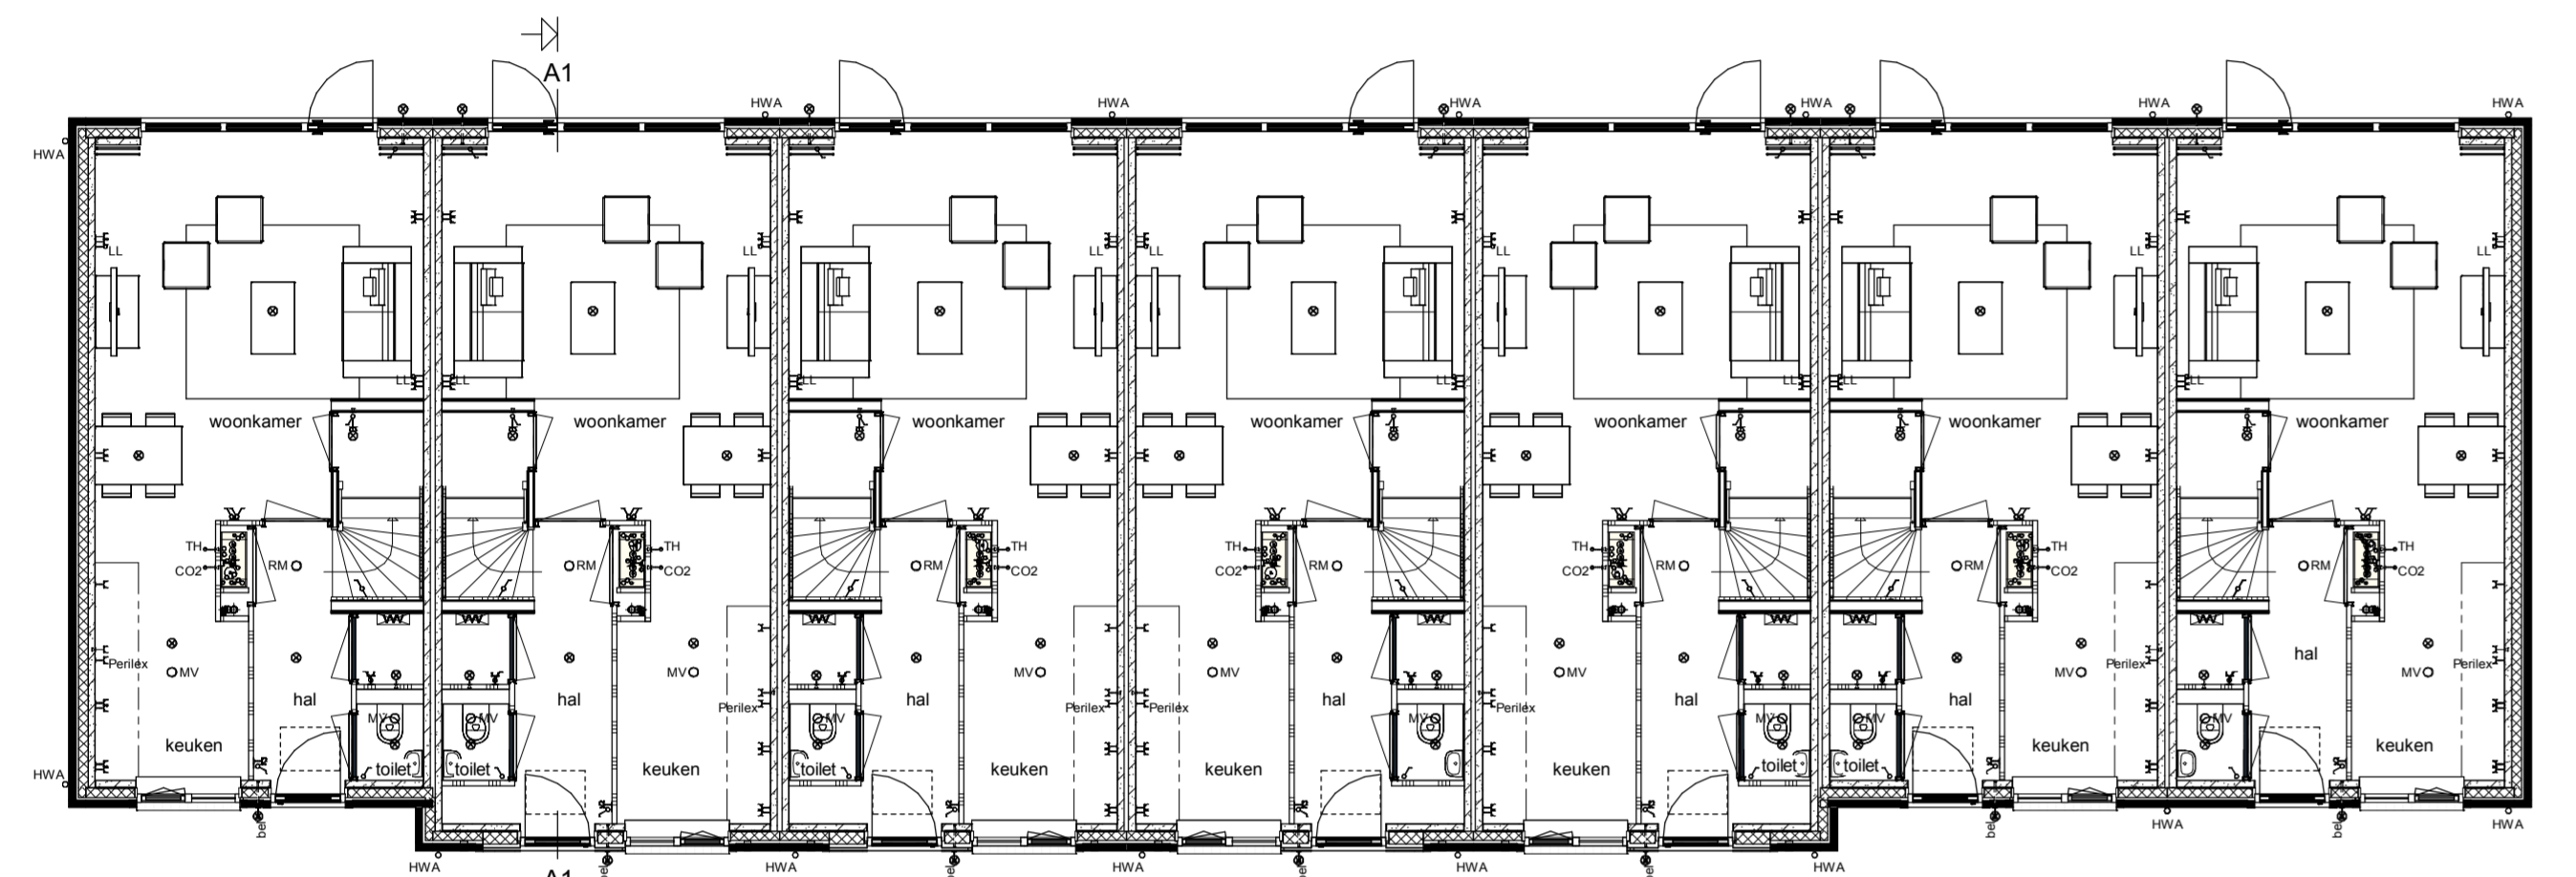 A1
HWA HWA HWA HWA HWA HWA
HWA
LL LL LL LL LL LL LL
LL LL LL LL LL LL LL
woonkamer woonkamer woonkamer woonkamer woonkamer woonkamer woonkamer
TH TH TH TH TH TH TH
RM RM RM RM RM RM RM
CO2 CO2 CO2 CO2 CO2 CO2 CO2
hal
Perilex Perilex Perilex
MV MV MV MV MV MV MV
hal hal hal hal hal hal
Perilex Perilex Perilex Perilex
MV MV MV MV MV MV MV
keuken keuken keuken
toilet toilet toilet toilet toilet
keuken keuken keuken keuken
HWA
bel bel bel
HWA HWA
HWA HWA HWA HWA HWA
bel bel bel bel
A1